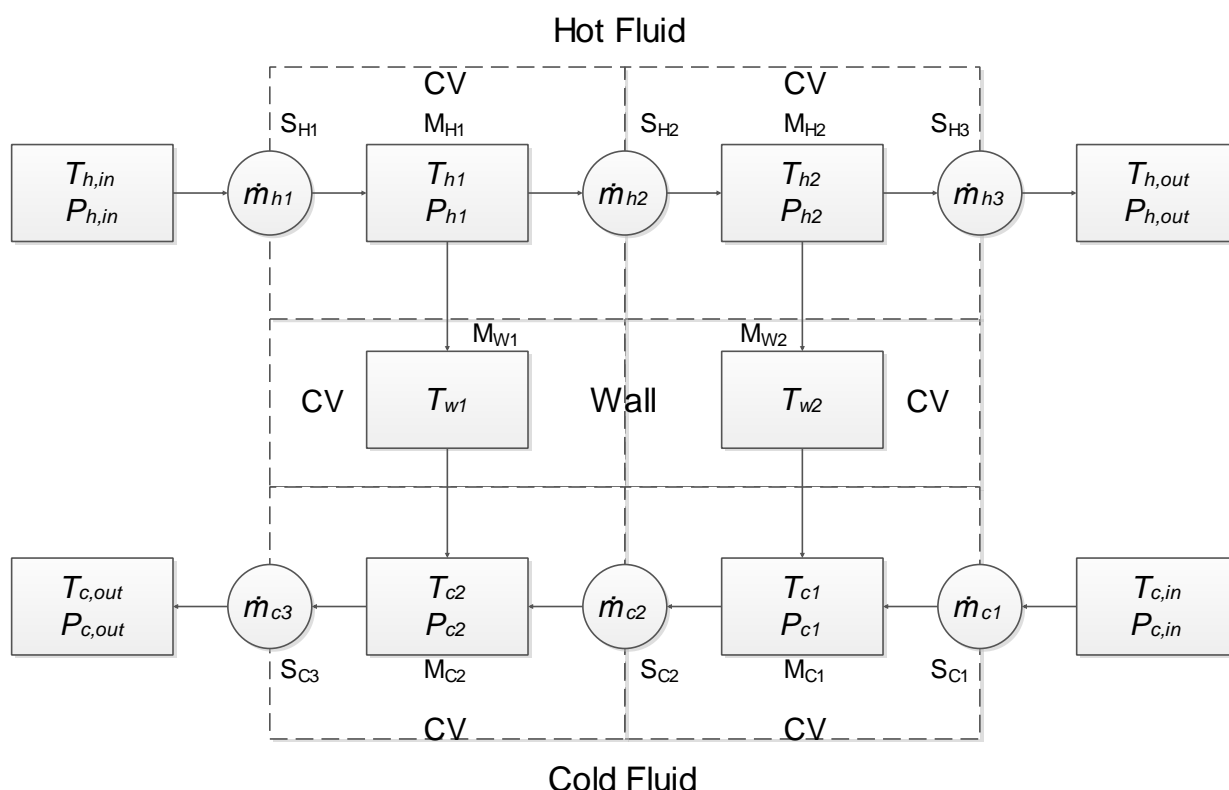 Hot Fluid
CV CV
S_H1 M_H1 S_H2 M_H2 S_H3
T_h,in
P_h,in
ṁ_h1
T_h1
P_h1
ṁ_h2
T_h2
P_h2
ṁ_h3
T_h,out
P_h,out
M_W1 M_W2
CV T_w1 Wall T_w2 CV
T_c,out
P_c,out
ṁ_c3
T_c2
P_c2
ṁ_c2
T_c1
P_c1
ṁ_c1
T_c,in
P_c,in
S_C3 M_C2 S_C2 M_C1 S_C1
CV CV
Cold Fluid